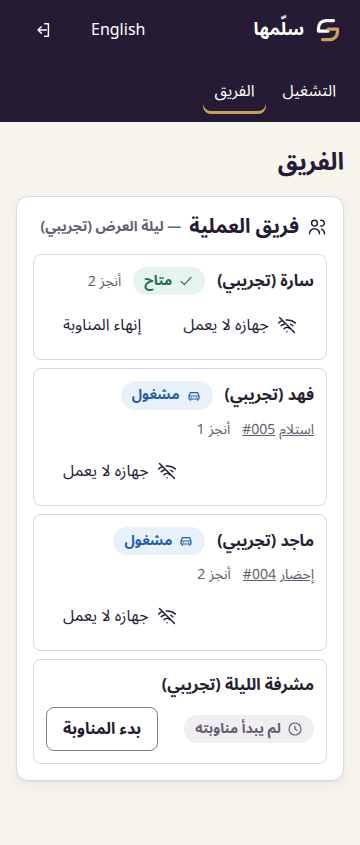 سلّمها
English
التشغيل
الفريق
الفريق
فريق العملية — ليلة العرض (تجريبي)
سارة (تجريبي) متاح أنجز 2
جهازه لا يعمل إنهاء المناوبة
فهد (تجريبي) مشغول
استلام #005 أنجز 1
جهازه لا يعمل
ماجد (تجريبي) مشغول
إحضار #004 أنجز 2
جهازه لا يعمل
مشرفة الليلة (تجريبي)
لم يبدأ مناوبته بدء المناوبة